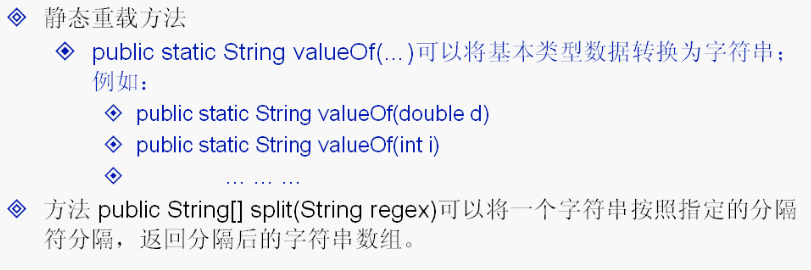 静态重载方法
public static String valueOf(...)可以将基本类型数据转换为字符串；
例如：
public static String valueOf(double d)
public static String valueOf(int i)
... ... ...
方法 public String[] split(String regex)可以将一个字符串按照指定的分隔
符分隔，返回分隔后的字符串数组。